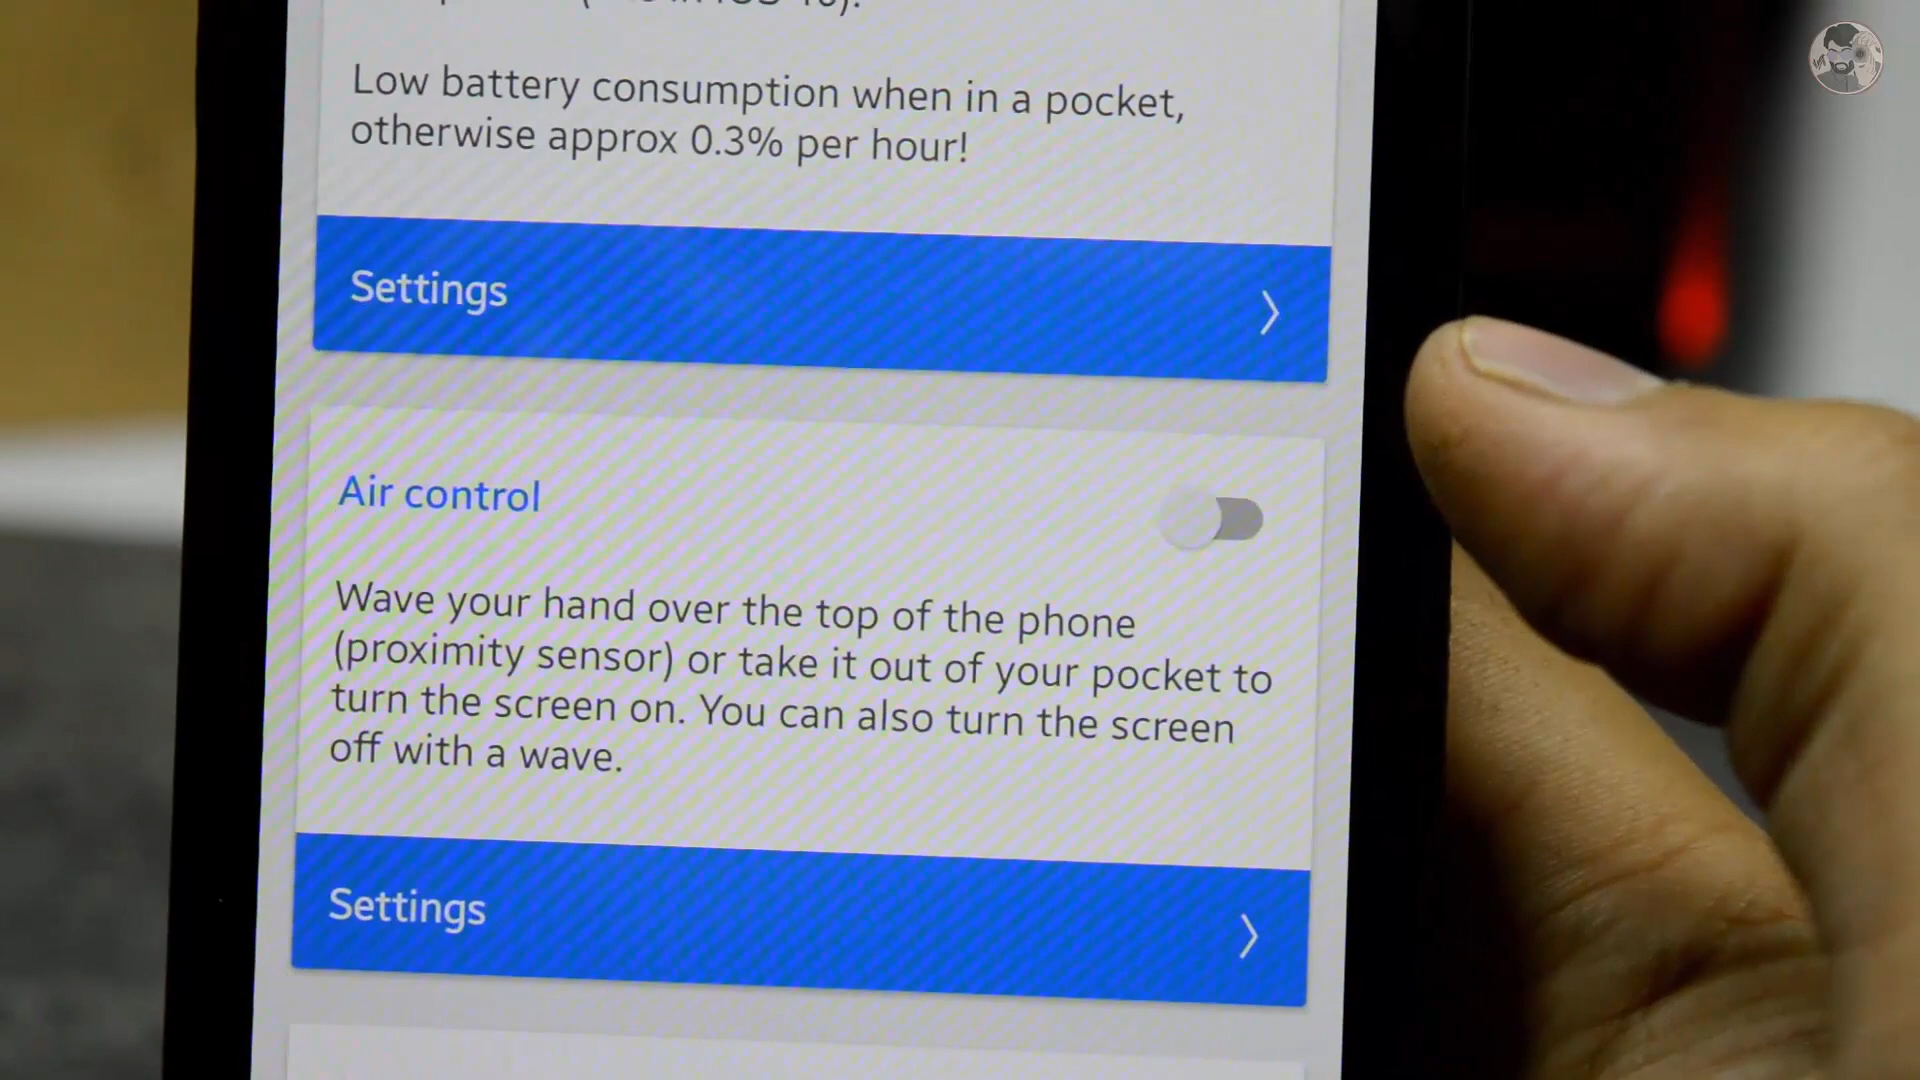 Low battery consumption when in a pocket,
otherwise approx 0.3% per hour!
Settings
Air control
Wave your hand over the top of the phone
(proximity sensor) or take it out of your pocket to
turn the screen on. You can also turn the screen
off with a wave.
Settings